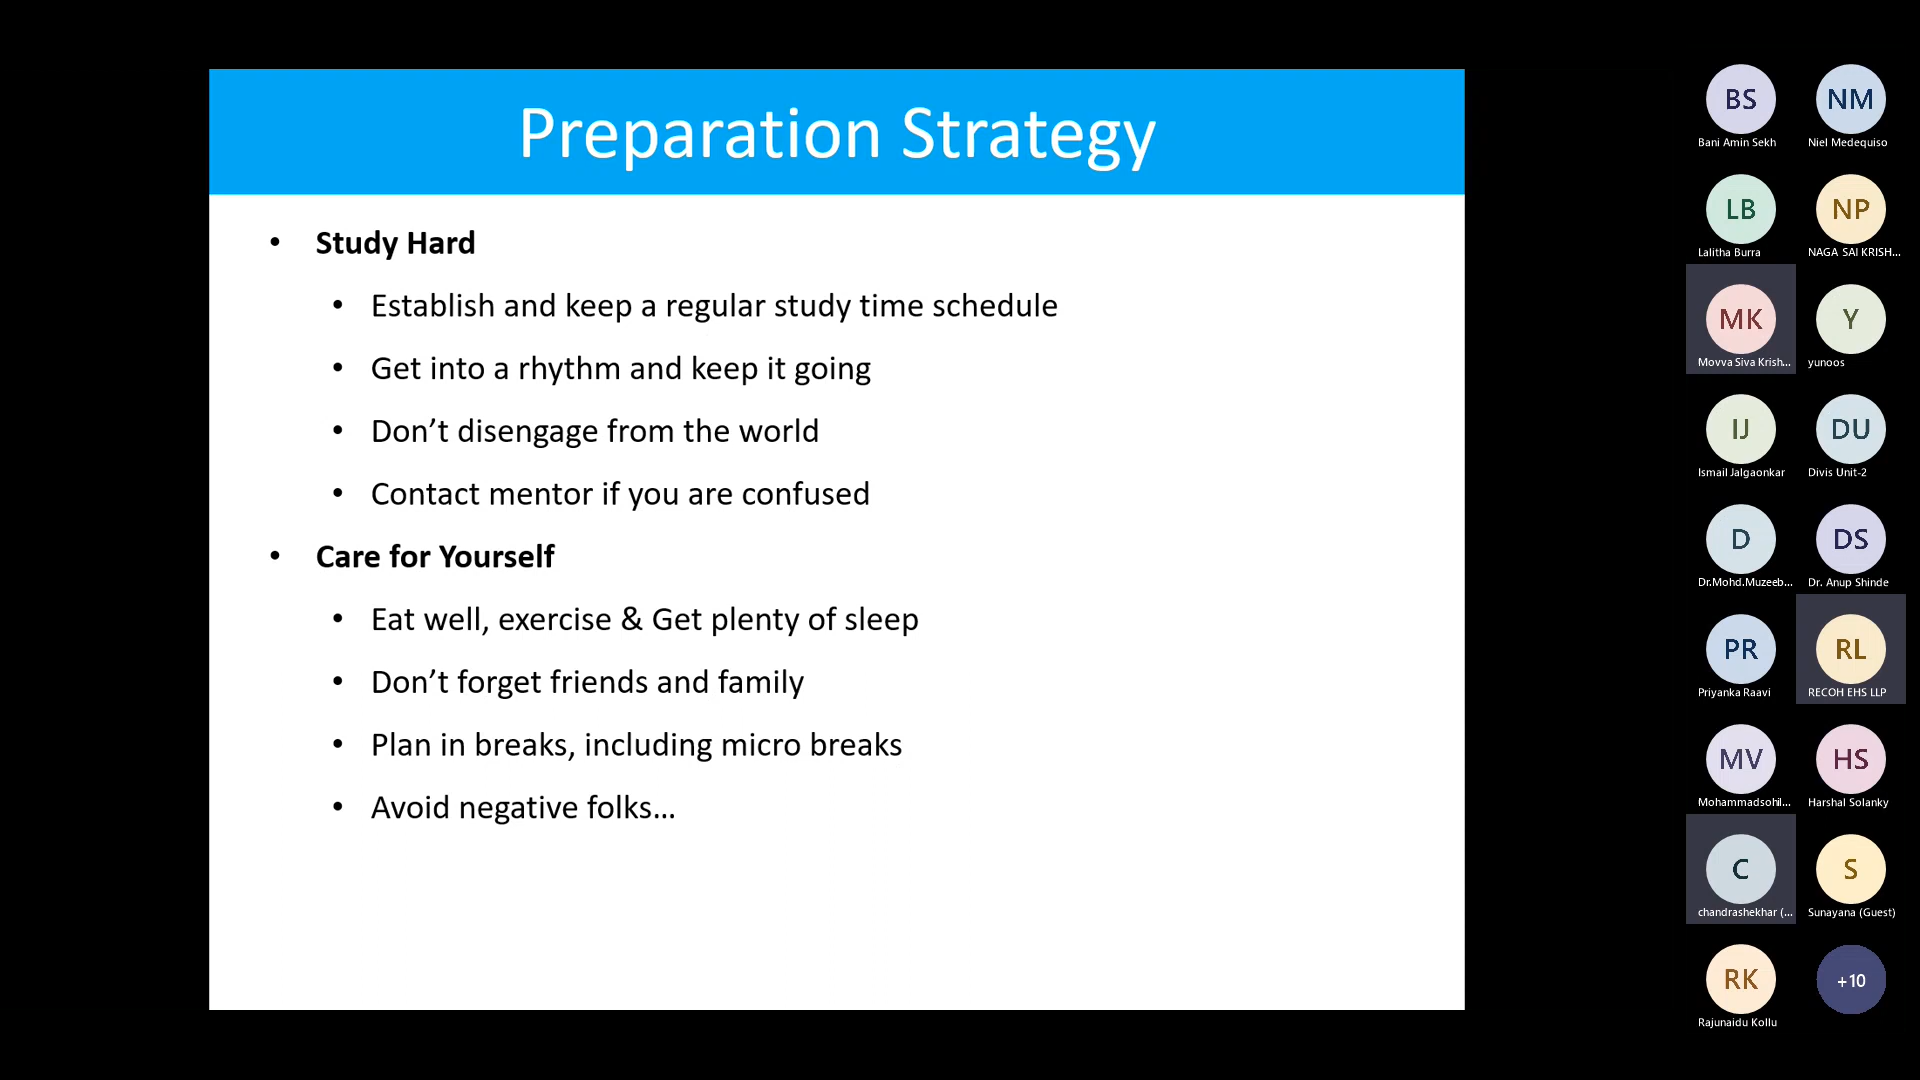 Preparation Strategy
• Study Hard
• Establish and keep a regular study time schedule
• Get into a rhythm and keep it going
• Don’t disengage from the world
• Contact mentor if you are confused
• Care for Yourself
• Eat well, exercise & Get plenty of sleep
• Don’t forget friends and family
• Plan in breaks, including micro breaks
• Avoid negative folks...
BS
Bani Amin Sekh
NM
Niel Medequiso
LB
Lalitha Burra
NP
NAGA SAI KRISH...
MK
Movva Siva Krish...
Y
yunoos
IJ
Ismail Jalgaonkar
DU
Divis Unit-2
D
Dr.Mohd.Muzeeb...
DS
Dr. Anup Shinde
PR
Priyanka Raavi
RL
RECOH EHS LLP
MV
Mohammadsohil...
HS
Harshal Solanky
C
chandrashekhar (...
S
Sunayana (Guest)
RK
Rajunaidu Kollu
+10